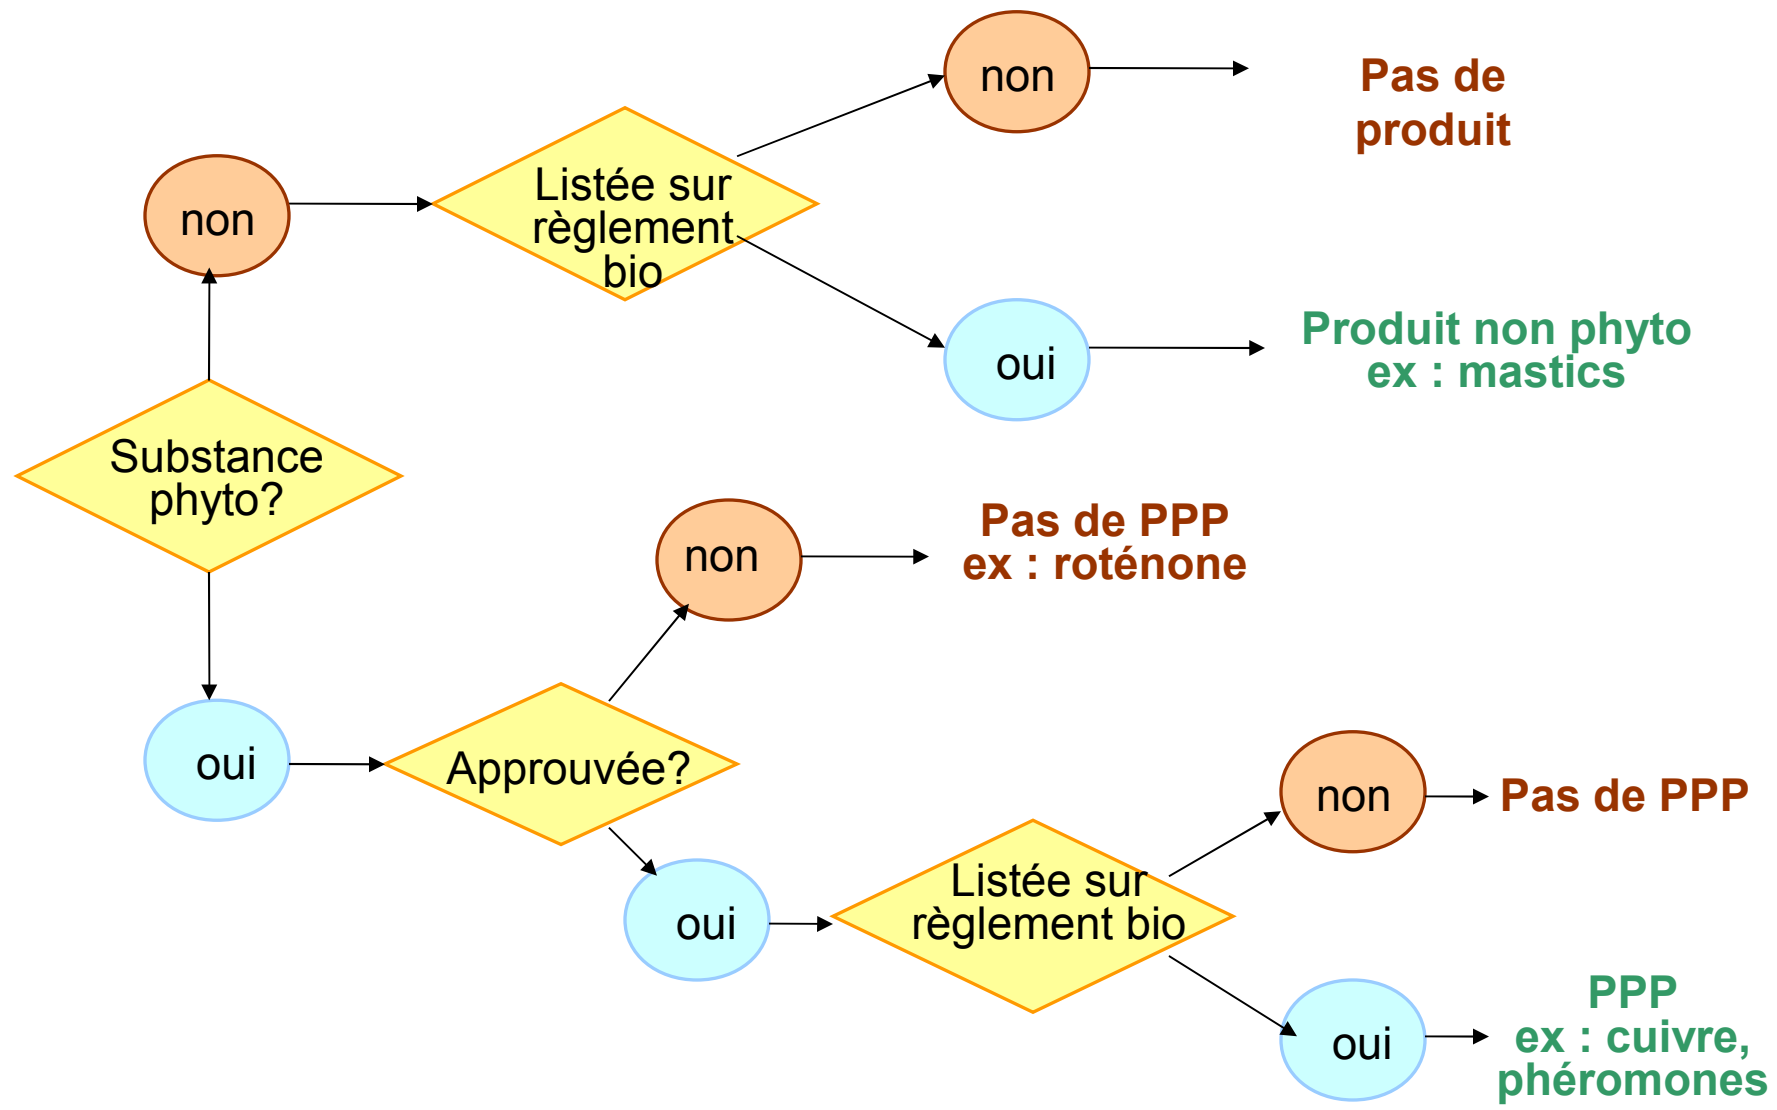 non
Pas de
produit
Listée sur
règlement
bio
non
oui
Produit non phyto
ex : mastics
Substance
phyto?
non
Pas de PPP
ex : roténone
oui
Approuvée?
non
Pas de PPP
oui
Listée sur
règlement bio
oui
PPP
ex : cuivre,
phéromones